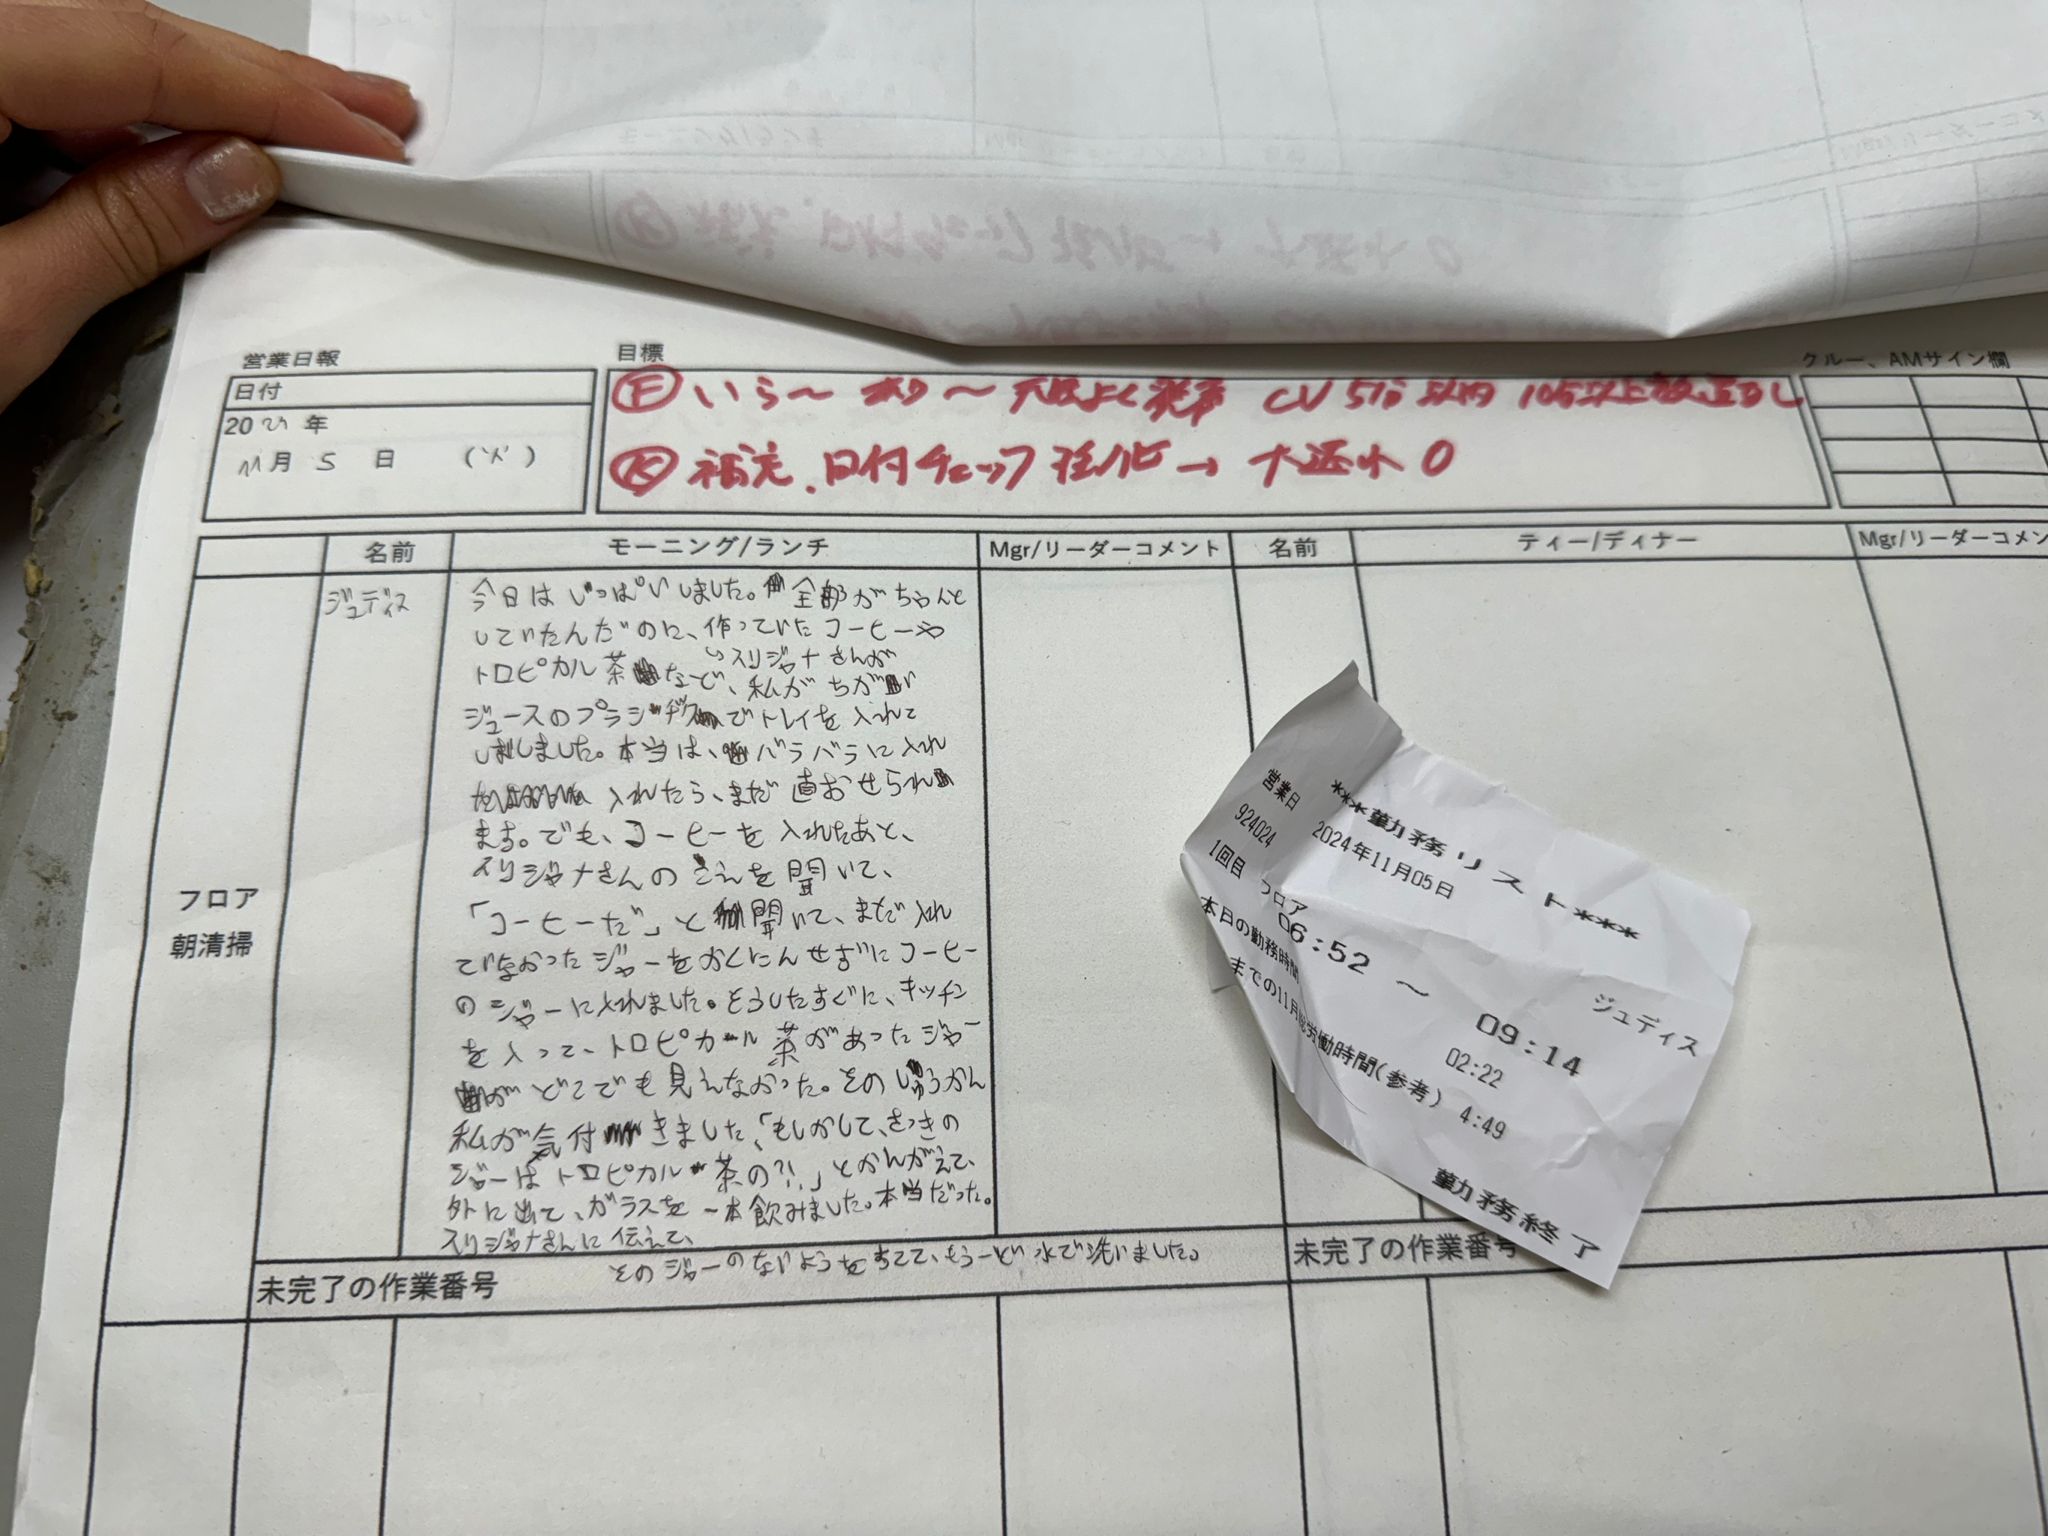 営業日報
日付
20 年
11月 5 日 (火)
目標
Ⓕ いら〜 大段よく 洗浄 CV 5分以内 10分以上放置なし
Ⓚ 補充、日付チェック → 0
クルー、AMサイン欄
名前
モーニング/ランチ
Mgr/リーダーコメント
名前
ティー/ディナー
Mgr/リーダーコメン
フロア
朝清掃
ジュディス
今日はしっぱいしました。全部がちゃんと
していたんだのに、作っていたコーヒーや
スリジャナさんが
トロピカル茶など、私がちが
ジュースのプラ でトレイを入れて
しました。本当は、バラバラに入れ
入れたら、まだ直おせられ
ます。でも、コーヒーを入れたあと、
スリジャナさんのこえを聞いて、
「コーヒーだ」と聞いて、まだ入れ
てなかったジャーをかくにんせずにコーヒー
のジャーに入れました。そうしたすぐに、キッチン
を入って、トロピカル茶があったジャー
がどこでも見えなかった。そのしゅうかん
私が気付きました、「もしかして、さっきの
ジャーはトロピカル茶の?!」とかんがえて、
外に出て、ガラスを一本飲みました。本当だった。
スリジャナさんに伝えて、
そのジャーのないようをすてて、もう一ど水で洗いました。
未完了の作業番号
未完了の作業番号
***勤務リスト***
営業日 2024年11月05日
924024 ジュディス
1回目 フロア
06:52 〜 09:14
本日の勤務時間 02:22
までの11月総労働時間(参考) 4:49
勤務終了